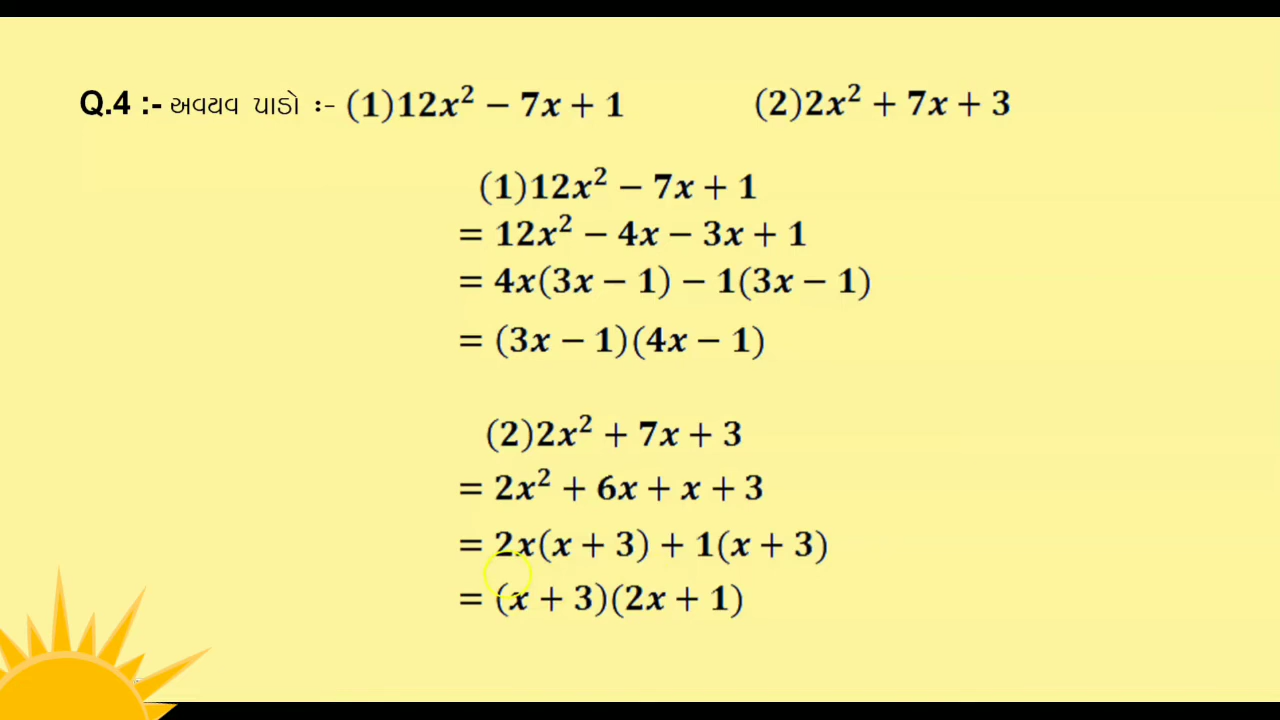 Q.4 :- અવયવ પાડો :- (1)12x² − 7x + 1 (2)2x² + 7x + 3
(1)12x² − 7x + 1
= 12x² − 4x − 3x + 1
= 4x(3x − 1) − 1(3x − 1)
= (3x − 1)(4x − 1)
(2)2x² + 7x + 3
= 2x² + 6x + x + 3
= 2x(x + 3) + 1(x + 3)
= (x + 3)(2x + 1)